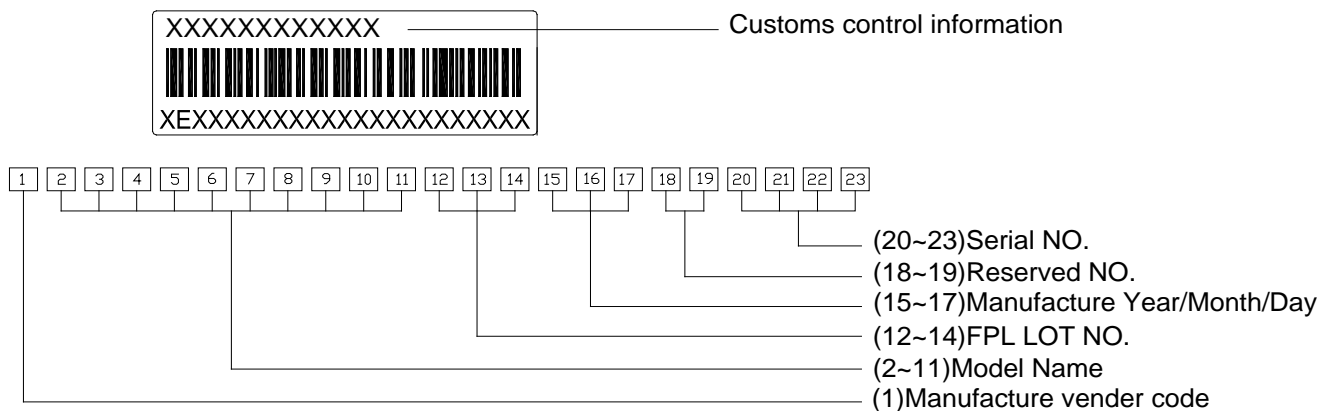 XXXXXXXXXXXX
Customs control information
XEXXXXXXXXXXXXXXXXXXXXX
1 2 3 4 5 6 7 8 9 10 11 12 13 14 15 16 17 18 19 20 21 22 23
(20~23)Serial NO.
(18~19)Reserved NO.
(15~17)Manufacture Year/Month/Day
(12~14)FPL LOT NO.
(2~11)Model Name
(1)Manufacture vender code